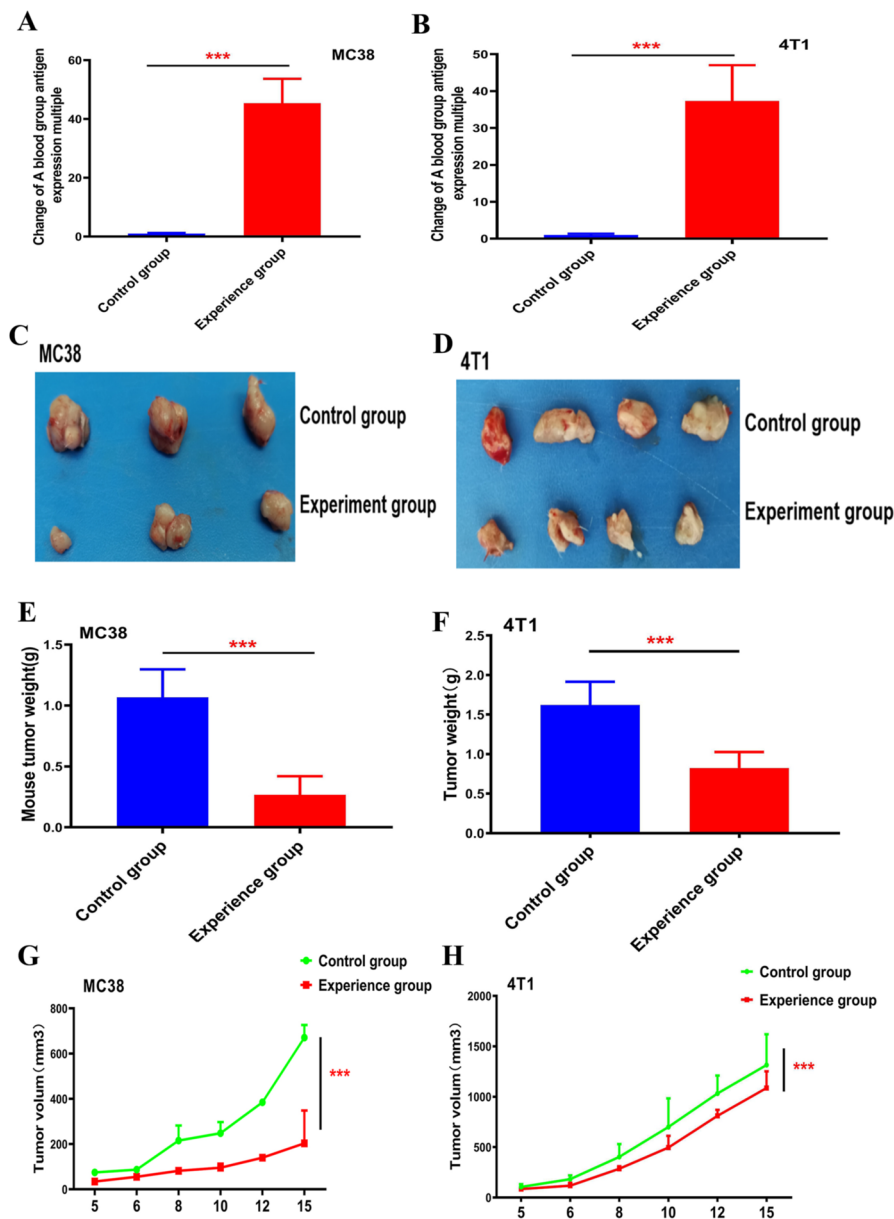 A
MC38
***
Change of A blood group antigen
expression multiple
60
40
20
0
Control group
Experience group
B
4T1
***
Change of A blood group antigen
expression multiple
50
40
30
20
10
0
Control group
Experience group
C
MC38
Control group
Experiment group
D
4T1
Control group
Experiment group
E
MC38
***
Mouse tumor weight(g)
1.5
1.0
0.5
0.0
Control group
Experience group
F
4T1
***
Tumor weight(g)
2.5
2.0
1.5
1.0
0.5
0.0
Control group
Experience group
G
MC38
Control group
Experience group
Tumor volum(mm3)
800
600
400
200
0
***
5 6 8 10 12 15
H
4T1
Control group
Experience group
Tumor volum(mm3)
2000
1500
1000
500
0
***
5 6 8 10 12 15